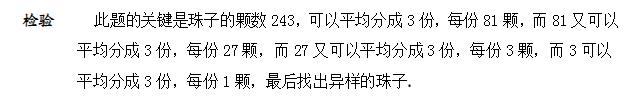 检验 此题的关键是珠子的颗数 243，可以平均分成 3 份，每份 81 颗，而 81 又可以
平均分成 3 份，每份 27 颗，而 27 又可以平均分成 3 份，每份 3 颗，而 3 可以
平均分成 3 份，每份 1 颗，最后找出异样的珠子.